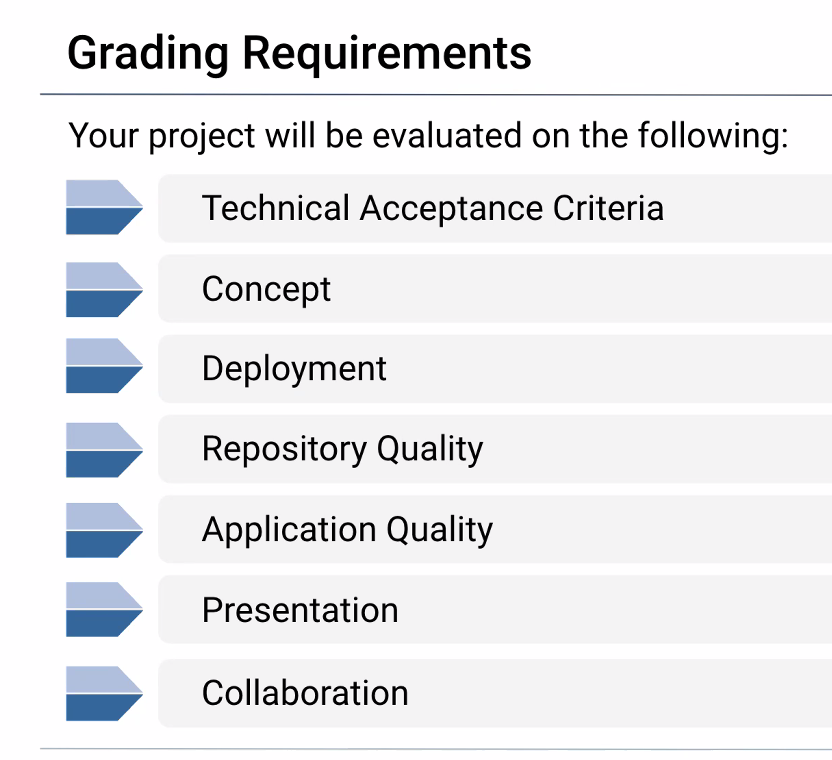 Grading Requirements
Your project will be evaluated on the following:
Technical Acceptance Criteria
Concept
Deployment
Repository Quality
Application Quality
Presentation
Collaboration